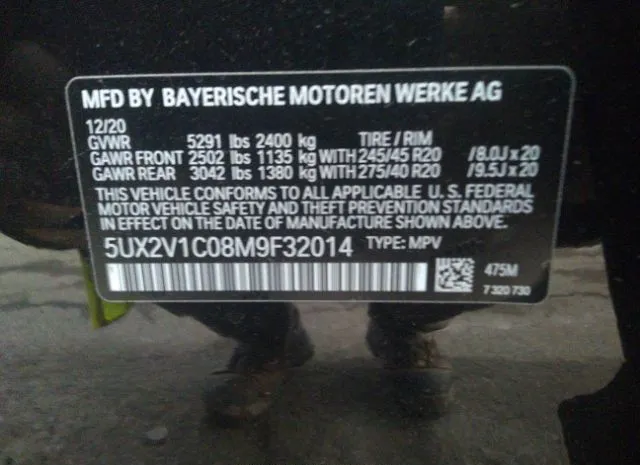 MFD BY BAYERISCHE MOTOREN WERKE AG
12/20
GVWR 5291 lbs 2400 kg TIRE / RIM
GAWR FRONT 2502 lbs 1135 kg WITH 245/45 R20 /8.0J x 20
GAWR REAR 3042 lbs 1380 kg WITH 275/40 R20 /9.5J x 20
THIS VEHICLE CONFORMS TO ALL APPLICABLE U. S. FEDERAL
MOTOR VEHICLE SAFETY AND THEFT PREVENTION STANDARDS
IN EFFECT ON THE DATE OF MANUFACTURE SHOWN ABOVE.
5UX2V1C08M9F32014 TYPE: MPV
475M
7 320 730